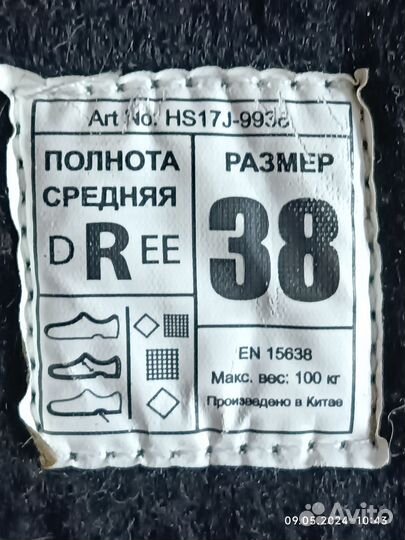 Art No: HS17J-9938
ПОЛНОТА
СРЕДНЯЯ
D R EE
РАЗМЕР
38
EN 15638
Макс. вес: 100 кг
Произведено в Китае
Avito
09.05.2024 10:43